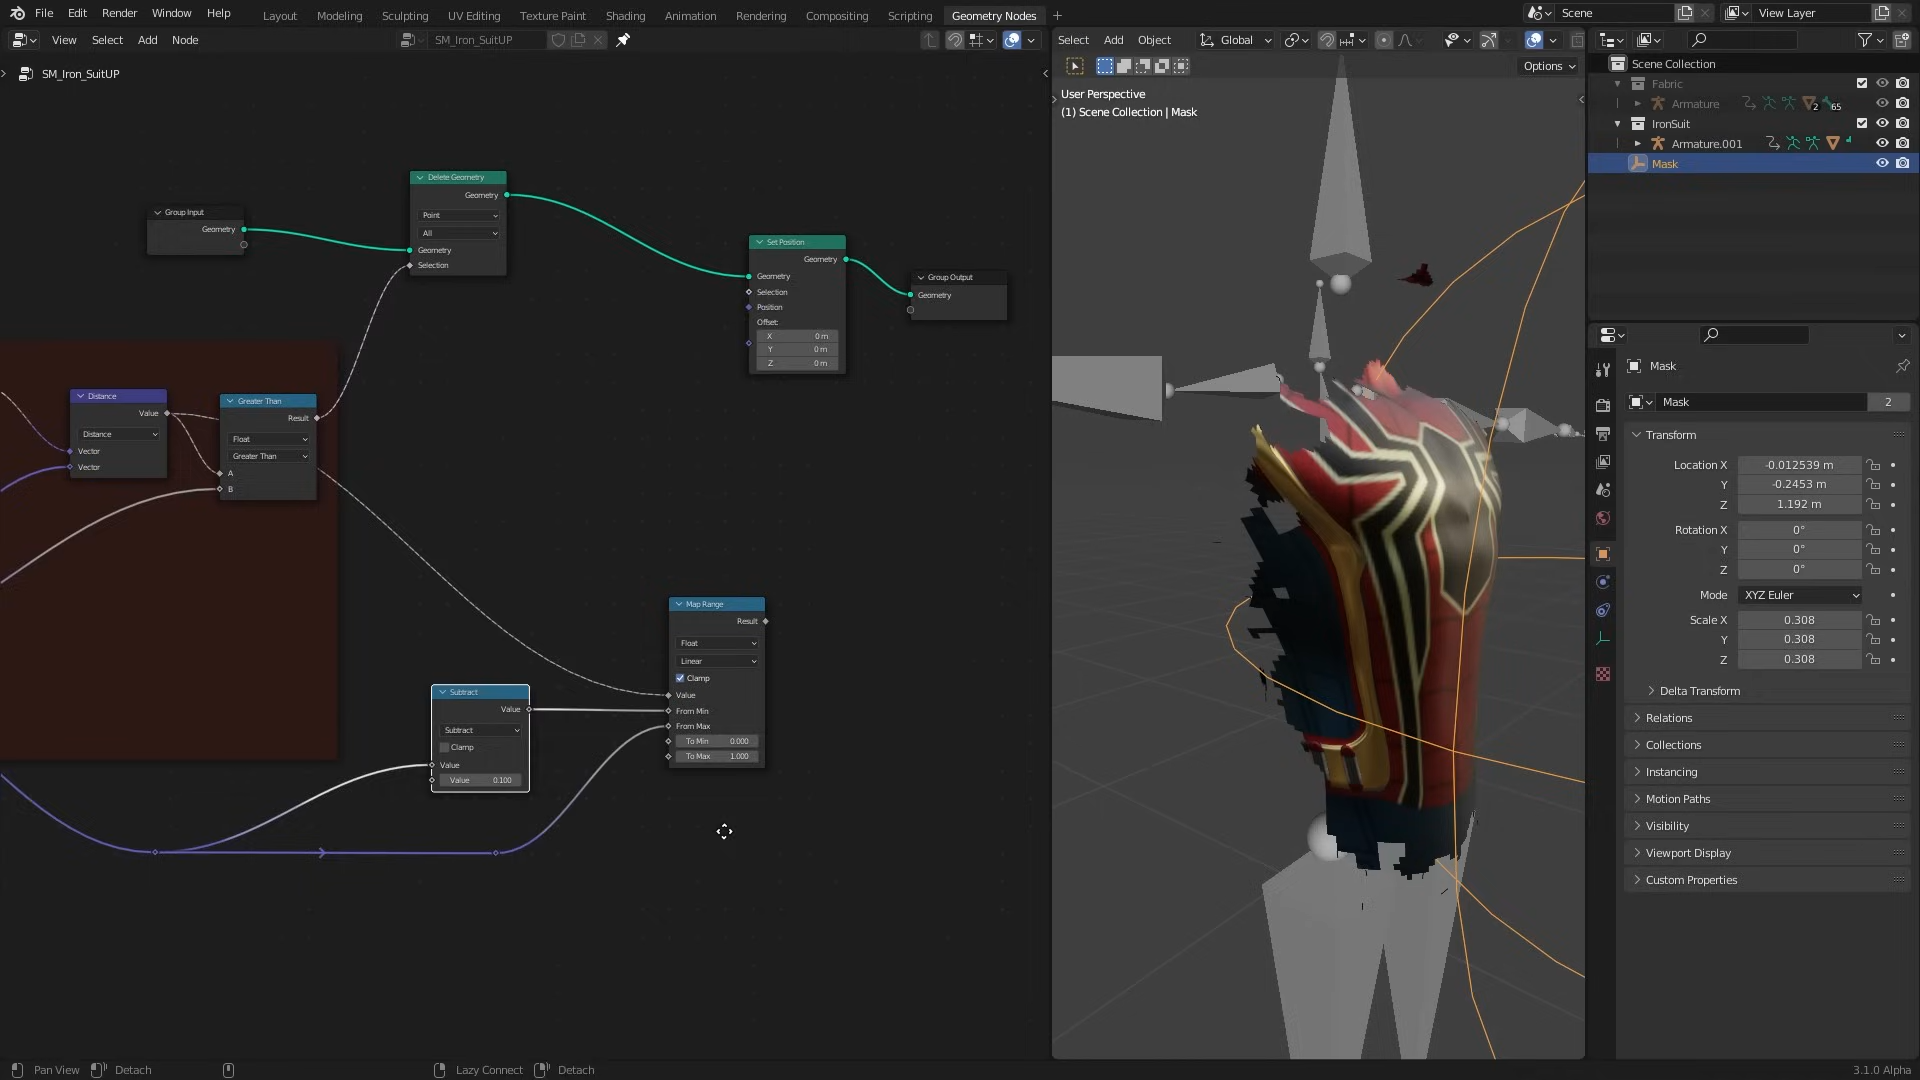 File Edit Render Window Help
Layout Modeling Sculpting UV Editing Texture Paint Shading Animation Rendering Compositing Scripting Geometry Nodes
Scene
View Layer
View Select Add Node
SM_Iron_SuitUP
Select Add Object
Global
SM_Iron_SuitUP
Options
User Perspective
(1) Scene Collection | Mask
Scene Collection
Fabric
Armature
2
65
IronSuit
Armature.001
Mask
Delete Geometry
Geometry
Point
All
Geometry
Selection
Group Input
Geometry
Set Position
Geometry
Geometry
Selection
Position
Offset:
X 0 m
Y 0 m
Z 0 m
Group Output
Geometry
Distance
Value
Distance
Vector
Vector
Greater Than
Result
Float
Greater Than
A
B
Map Range
Result
Float
Linear
Clamp
Value
From Min
From Max
To Min 0.000
To Max 1.000
Subtract
Value
Subtract
Clamp
Value
Value 0.100
Mask
Mask 2
Transform
Location X -0.012539 m
Y -0.2453 m
Z 1.192 m
Rotation X 0°
Y 0°
Z 0°
Mode XYZ Euler
Scale X 0.308
Y 0.308
Z 0.308
Delta Transform
Relations
Collections
Instancing
Motion Paths
Visibility
Viewport Display
Custom Properties
Pan View Detach Lazy Connect Detach
3.1.0 Alpha